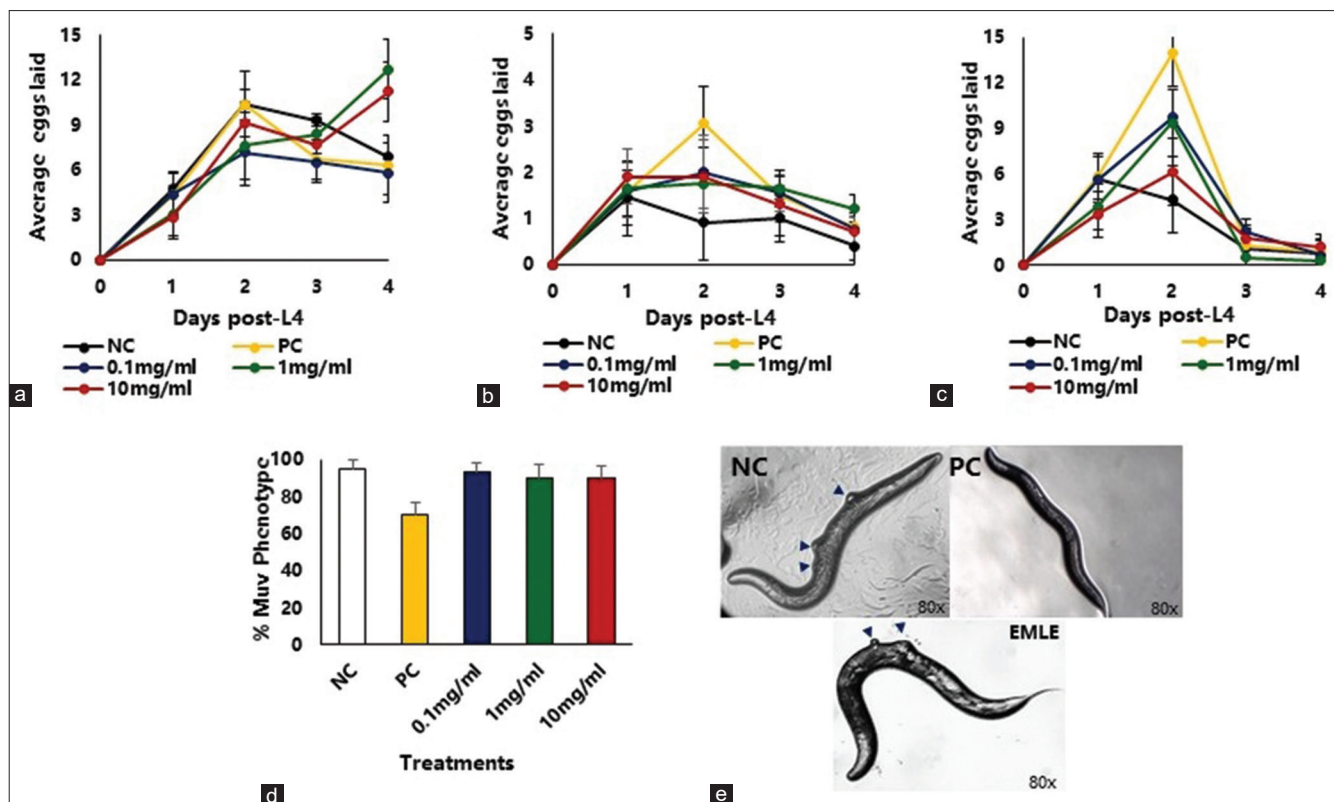 15
12
9
6
3
0
Average eggs laid
0 1 2 3 4
Days post-L4
NC PC
0.1mg/ml 1mg/ml
10mg/ml
a
5
4
3
2
1
0
Average eggs laid
0 1 2 3 4
Days post-L4
NC PC
0.1mg/ml 1mg/ml
10mg/ml
b
15
12
9
6
3
0
Average eggs laid
0 1 2 3 4
Days post-L4
NC PC
0.1mg/ml 1mg/ml
10mg/ml
c
100
80
60
40
20
0
% Muv Phenotype
NC PC 0.1mg/ml 1mg/ml 10mg/ml
Treatments
d
NC
80x
PC
80x
EMLE
80x
e